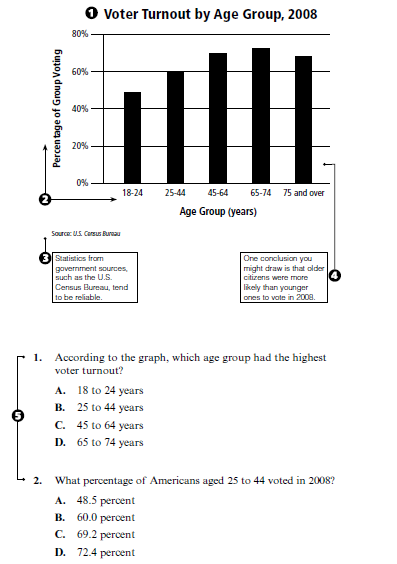 1 Voter Turnout by Age Group, 2008
Percentage of Group Voting
80%
60%
40%
20%
0%
18-24 25-44 45-64 65-74 75 and over
2
Age Group (years)
Source: U.S. Census Bureau
3 Statistics from
government sources,
such as the U.S.
Census Bureau, tend
to be reliable.
One conclusion you
might draw is that older
citizens were more
likely than younger
ones to vote in 2008.
4
5
1. According to the graph, which age group had the highest
voter turnout?
A. 18 to 24 years
B. 25 to 44 years
C. 45 to 64 years
D. 65 to 74 years
2. What percentage of Americans aged 25 to 44 voted in 2008?
A. 48.5 percent
B. 60.0 percent
C. 69.2 percent
D. 72.4 percent